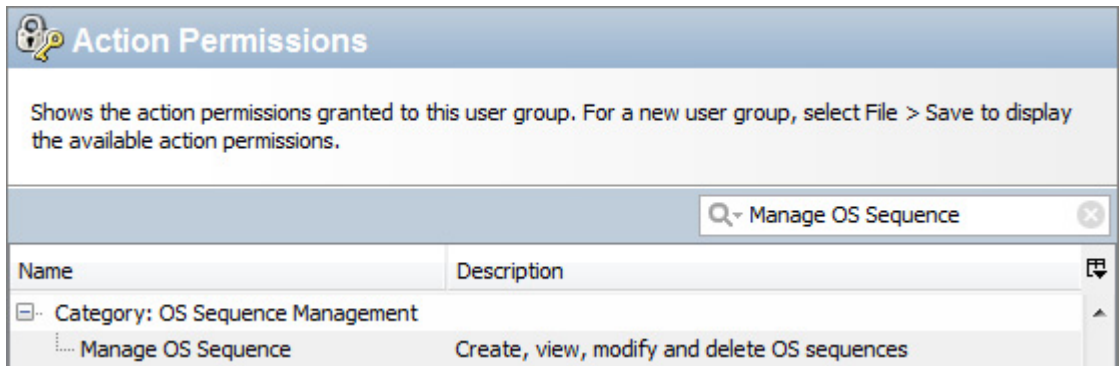 Action Permissions
Shows the action permissions granted to this user group. For a new user group, select File > Save to display
the available action permissions.
Manage OS Sequence
Name Description
Category: OS Sequence Management
Manage OS Sequence Create, view, modify and delete OS sequences